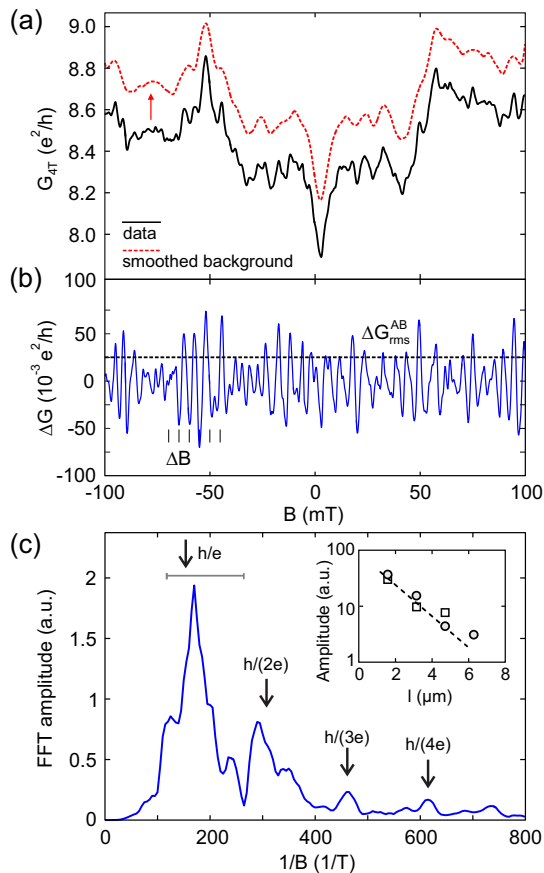 (a)
9.0
8.8
8.6
8.4
8.2
8.0
G4T (e2/h)
data
smoothed background
(b)
100
50
0
-50
-100
ΔG (10-3 e2/h)
ΔGABrms
ΔB
-100 -50 0 50 100
B (mT)
(c)
2
1.5
1
0.5
0
FFT amplitude (a.u.)
h/e
h/(2e)
h/(3e)
h/(4e)
100
10
1
Amplitude (a.u.)
0 2 4 6 8
l (μm)
0 200 400 600 800
1/B (1/T)